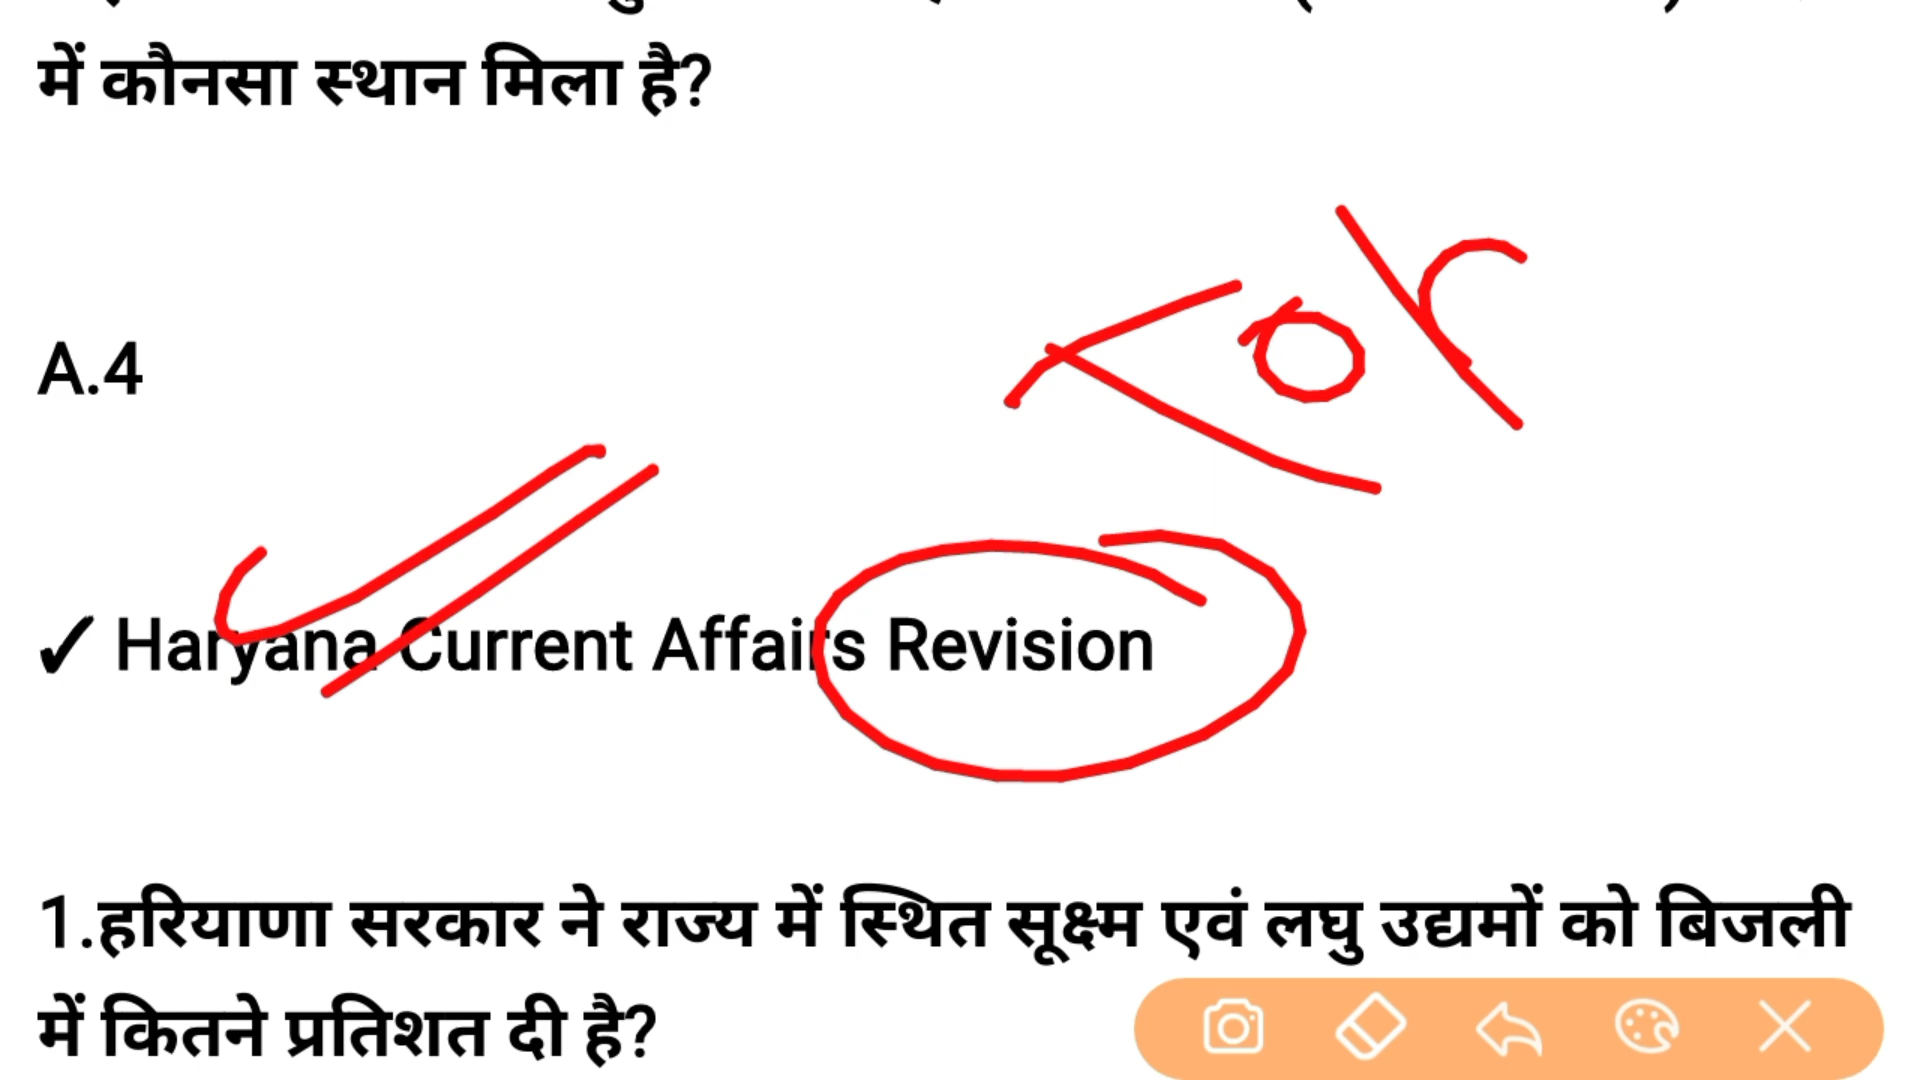 में कौनसा स्थान मिला है?
A.4
✓ Haryana Current Affairs Revision
1.हरियाणा सरकार ने राज्य में स्थित सूक्ष्म एवं लघु उद्यमों को बिजली
में कितने प्रतिशत दी है?